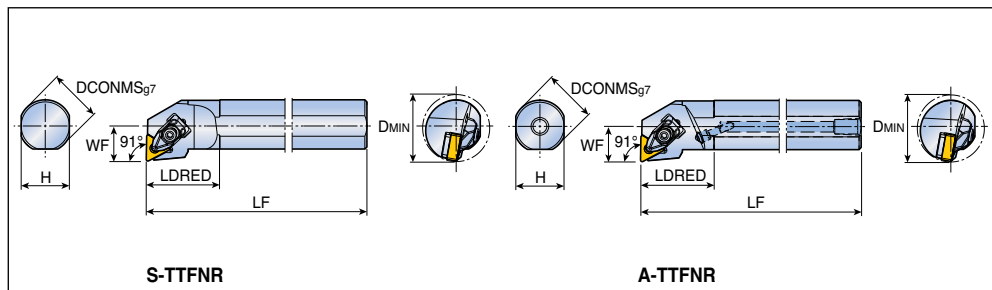 DCONMSg7
WF
91°
H
LDRED
LF
DMIN
S-TTFNR
DCONMSg7
WF
91°
H
LDRED
LF
DMIN
A-TTFNR